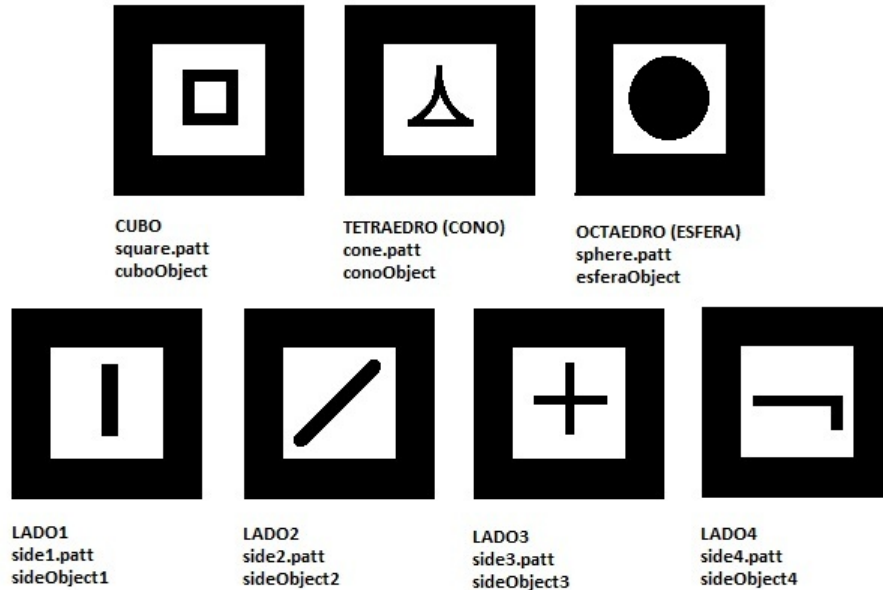 CUBO
square.patt
cuboObject
TETRAEDRO (CONO)
cone.patt
conoObject
OCTAEDRO (ESFERA)
sphere.patt
esferaObject
LADO1
side1.patt
sideObject1
LADO2
side2.patt
sideObject2
LADO3
side3.patt
sideObject3
LADO4
side4.patt
sideObject4